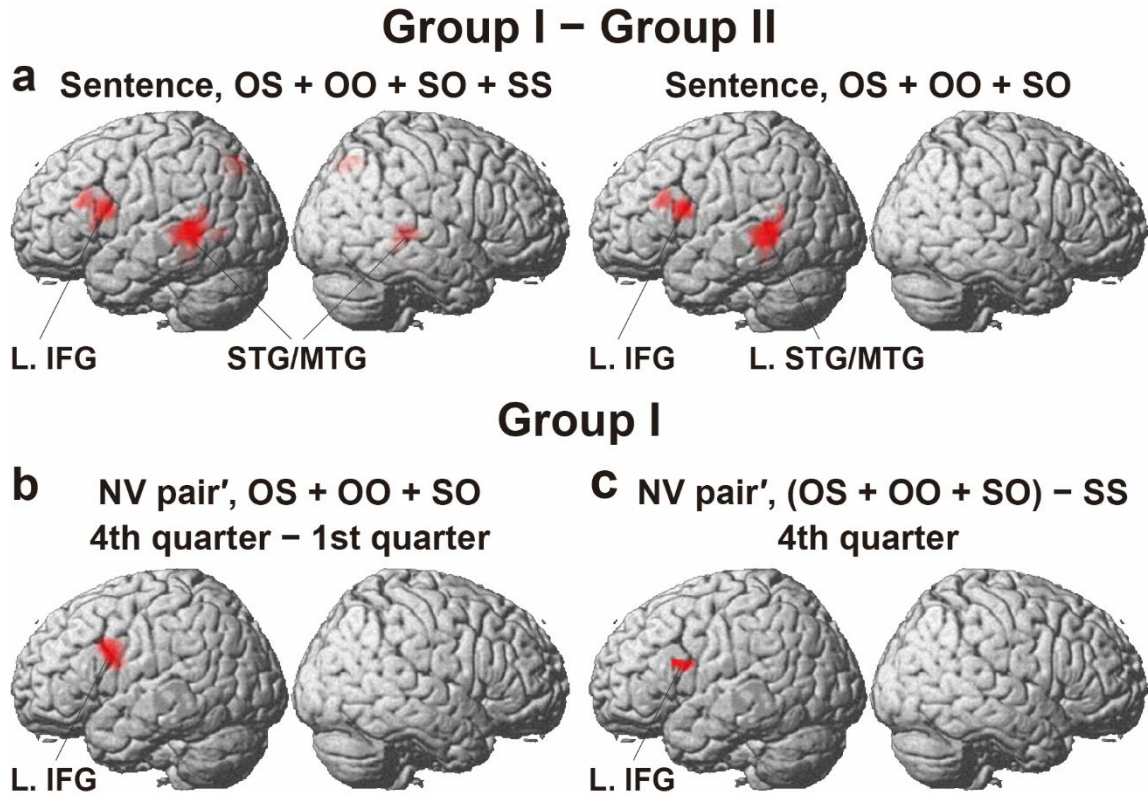 Group I − Group II
a
Sentence, OS + OO + SO + SS
Sentence, OS + OO + SO
L. IFG
STG/MTG
L. IFG
L. STG/MTG
Group I
b
NV pair′, OS + OO + SO
4th quarter − 1st quarter
c
NV pair′, (OS + OO + SO) − SS
4th quarter
L. IFG
L. IFG